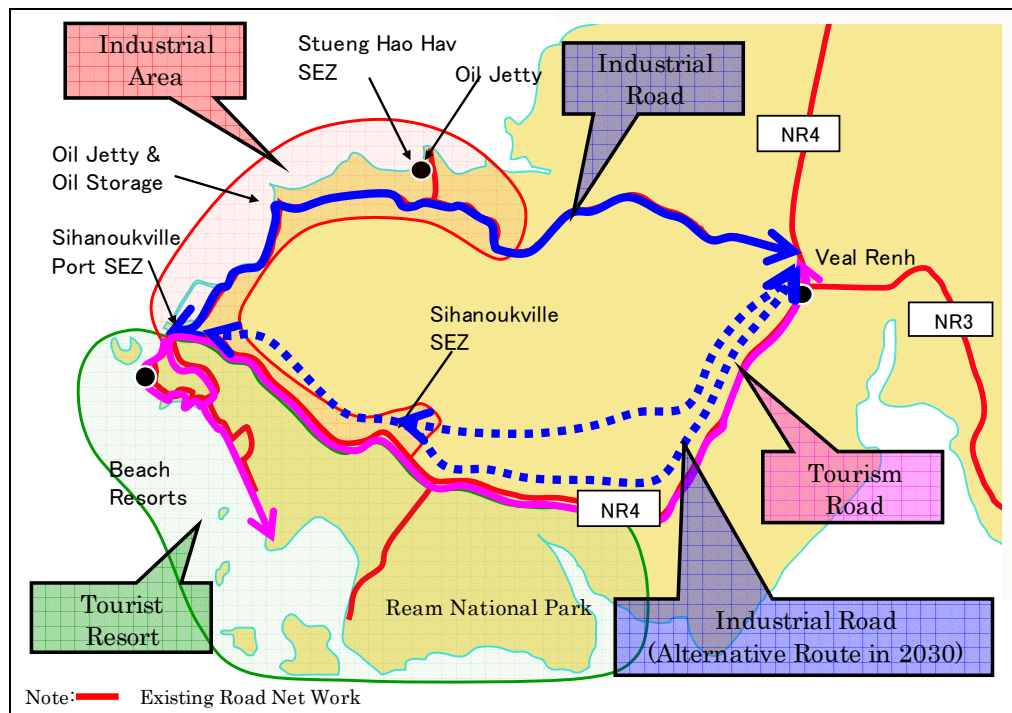 Industrial
Area
Stueng Hao Hav
SEZ
Oil Jetty
Industrial
Road
NR4
Oil Jetty &
Oil Storage
Sihanoukville
Port SEZ
Veal Renh
Sihanoukville
SEZ
NR3
Beach
Resorts
Tourism
Road
NR4
Tourist
Resort
Ream National Park
Industrial Road
(Alternative Route in 2030)
Note: Existing Road Net Work